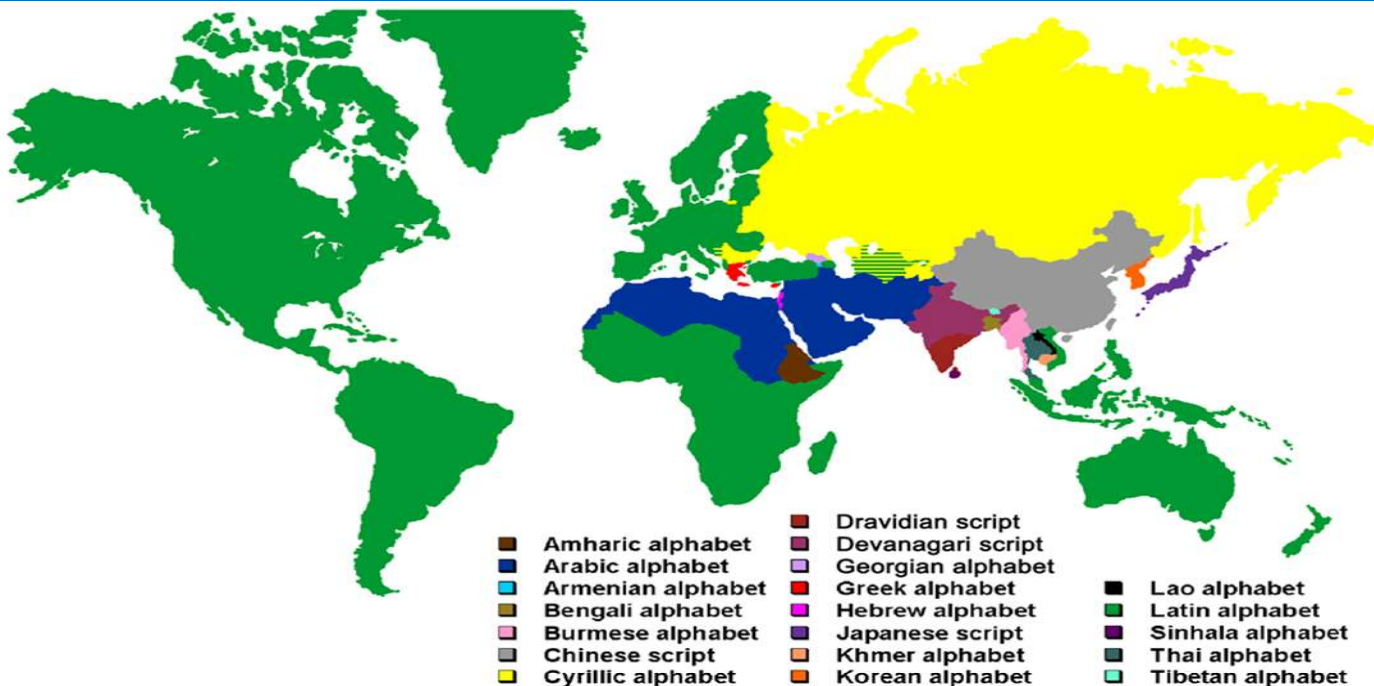 Amharic alphabet
Arabic alphabet
Armenian alphabet
Bengali alphabet
Burmese alphabet
Chinese script
Cyrillic alphabet
Dravidian script
Devanagari script
Georgian alphabet
Greek alphabet
Hebrew alphabet
Japanese script
Khmer alphabet
Korean alphabet
Lao alphabet
Latin alphabet
Sinhala alphabet
Thai alphabet
Tibetan alphabet